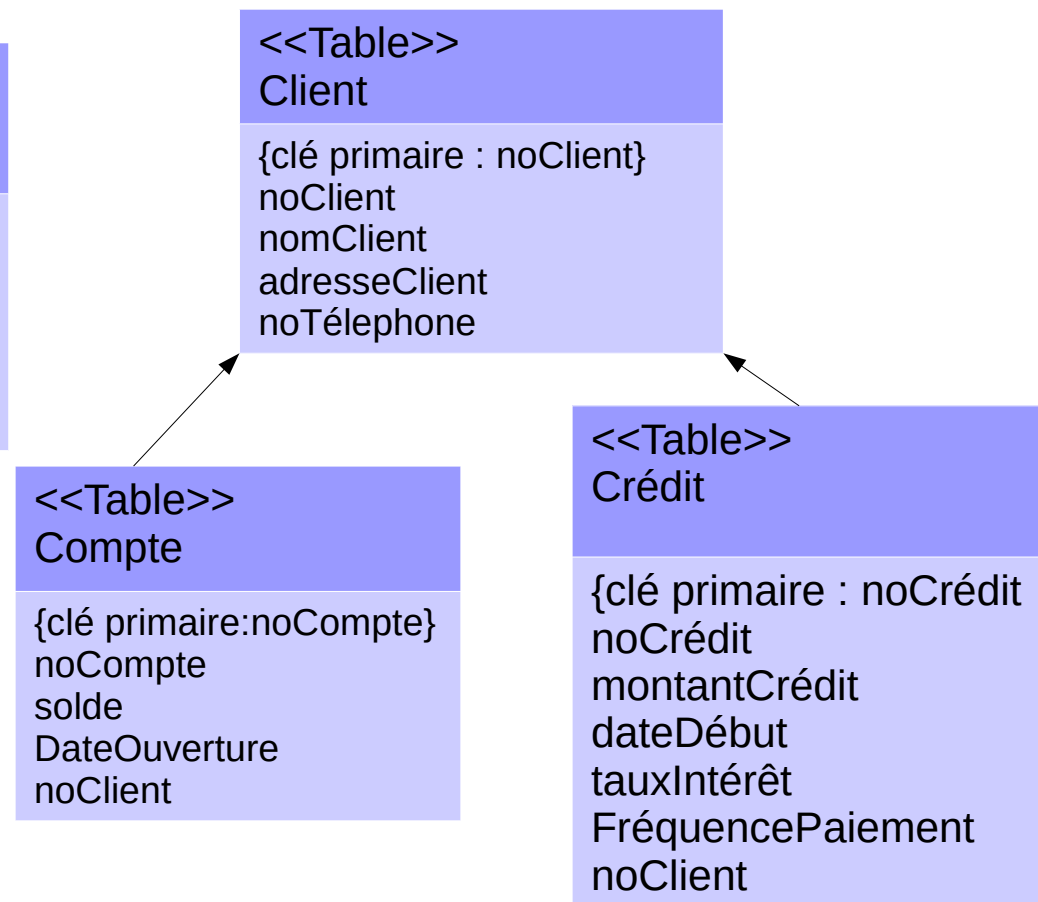 <<Table>>
Client
{clé primaire : noClient}
noClient
nomClient
adresseClient
noTélephone
<<Table>>
Compte
{clé primaire:noCompte}
noCompte
solde
DateOuverture
noClient
<<Table>>
Crédit
{clé primaire : noCrédit
noCrédit
montantCrédit
dateDébut
tauxIntérêt
FréquencePaiement
noClient